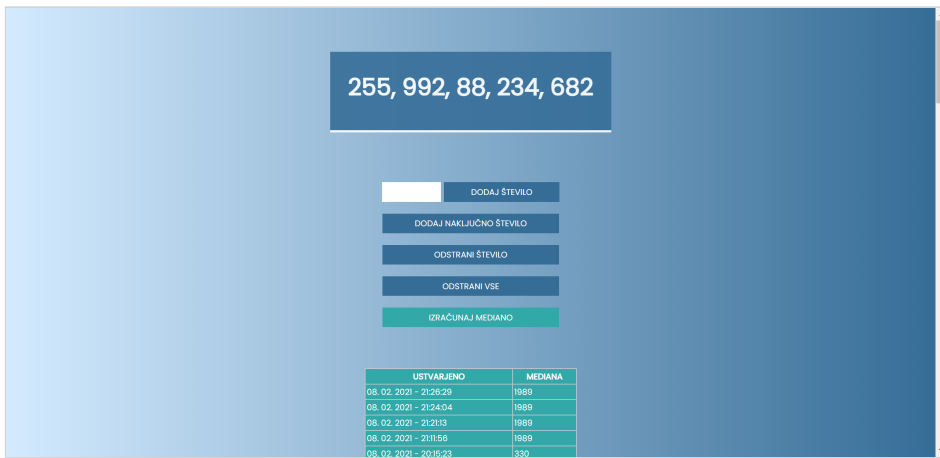 255, 992, 88, 234, 682
DODAJ ŠTEVILO
DODAJ NAKLJUČNO ŠTEVILO
ODSTRANI ŠTEVILO
ODSTRANI VSE
IZRAČUNAJ MEDIANO
USTVARJENO MEDIANA
08. 02. 2021 - 21:26:29 1989
08. 02. 2021 - 21:24:04 1989
08. 02. 2021 - 21:21:13 1989
08. 02. 2021 - 21:11:56 1989
08. 02. 2021 - 20:15:23 330